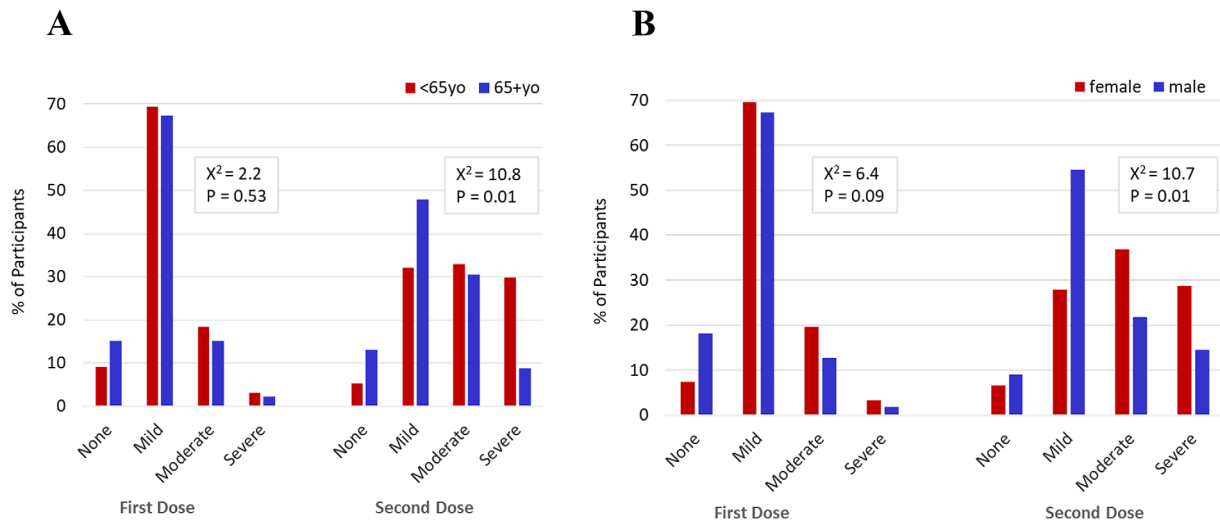 A
<65yo 65+yo
70
60
50
40
30
20
10
0
% of Participants
X² = 2.2
P = 0.53
X² = 10.8
P = 0.01
None Mild Moderate Severe None Mild Moderate Severe
First Dose Second Dose
B
female male
70
60
50
40
30
20
10
0
% of Participants
X² = 6.4
P = 0.09
X² = 10.7
P = 0.01
None Mild Moderate Severe None Mild Moderate Severe
First Dose Second Dose